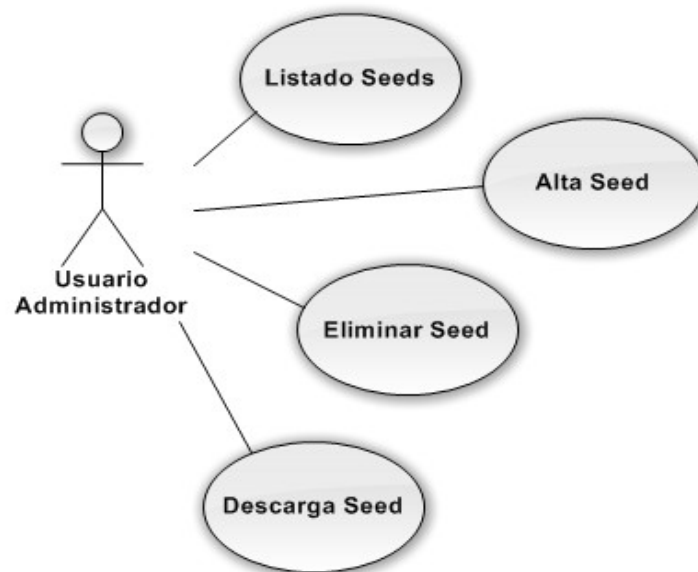 Listado Seeds
Alta Seed
Usuario
Administrador
Eliminar Seed
Descarga Seed